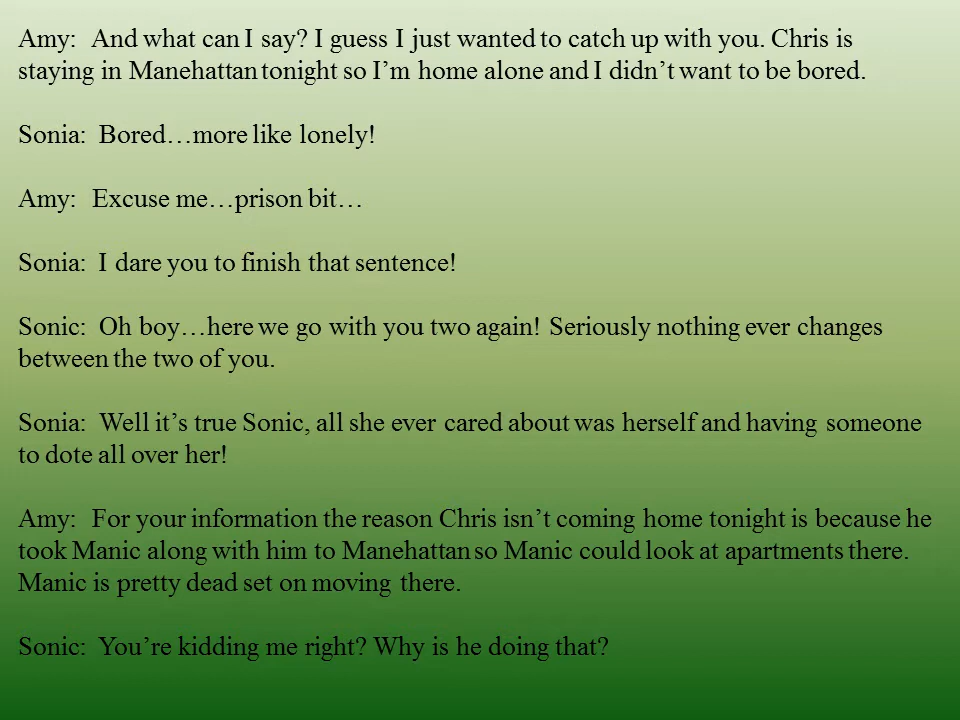 Amy:  And what can I say? I guess I just wanted to catch up with you. Chris is
staying in Manehattan tonight so I’m home alone and I didn’t want to be bored.
Sonia:  Bored…more like lonely!
Amy:  Excuse me…prison bit…
Sonia:  I dare you to finish that sentence!
Sonic:  Oh boy…here we go with you two again! Seriously nothing ever changes
between the two of you.
Sonia:  Well it’s true Sonic, all she ever cared about was herself and having someone
to dote all over her!
Amy:  For your information the reason Chris isn’t coming home tonight is because he
took Manic along with him to Manehattan so Manic could look at apartments there.
Manic is pretty dead set on moving there.
Sonic:  You’re kidding me right? Why is he doing that?